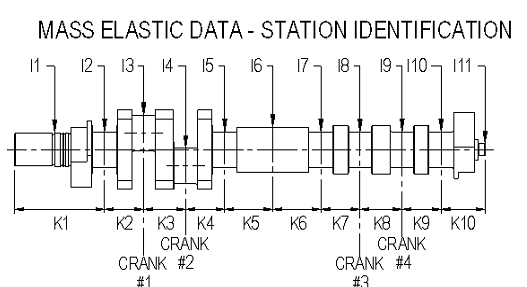 MASS ELASTIC DATA - STATION IDENTIFICATION
I1 I2 I3 I4 I5 I6 I7 I8 I9 I10 I11
K1 K2 K3 K4 K5 K6 K7 K8 K9 K10
CRANK #2
CRANK #4
CRANK #1
CRANK #3